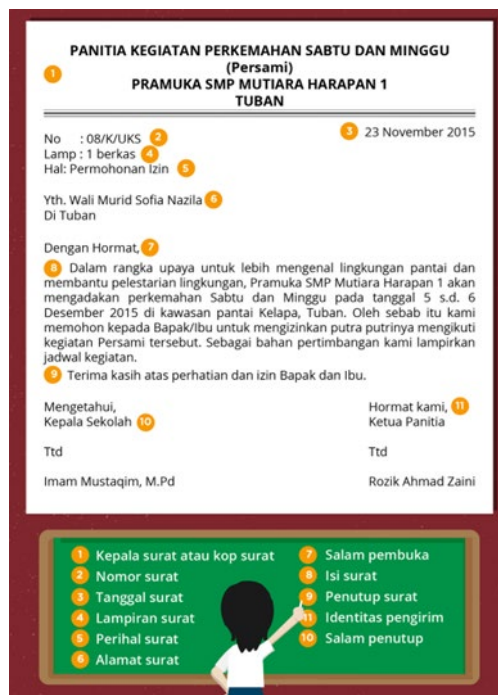 PANITIA KEGIATAN PERKEMAHAN SABTU DAN MINGGU
(Persami)
1
PRAMUKA SMP MUTIARA HARAPAN 1
TUBAN
No : 08/K/UKS 2
3 23 November 2015
Lamp : 1 berkas 4
Hal: Permohonan Izin 5
Yth. Wali Murid Sofia Nazila 6
Di Tuban
Dengan Hormat, 7
8 Dalam rangka upaya untuk lebih mengenal lingkungan pantai dan
membantu pelestarian lingkungan, Pramuka SMP Mutiara Harapan 1 akan
mengadakan perkemahan Sabtu dan Minggu pada tanggal 5 s.d. 6
Desember 2015 di kawasan pantai Kelapa, Tuban. Oleh sebab itu kami
memohon kepada Bapak/Ibu untuk mengizinkan putra putrinya mengikuti
kegiatan Persami tersebut. Sebagai bahan pertimbangan kami lampirkan
jadwal kegiatan.
9 Terima kasih atas perhatian dan izin Bapak dan Ibu.
Mengetahui,
Kepala Sekolah 10
Ttd
Imam Mustaqim, M.Pd
Hormat kami, 11
Ketua Panitia
Ttd
Rozik Ahmad Zaini
1 Kepala surat atau kop surat
2 Nomor surat
3 Tanggal surat
4 Lampiran surat
5 Perihal surat
6 Alamat surat
7 Salam pembuka
8 Isi surat
9 Penutup surat
11 Identitas pengirim
10 Salam penutup